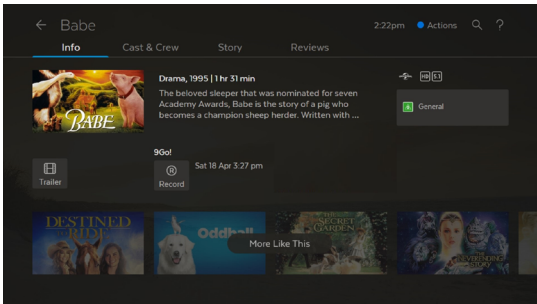 Babe
2:22pm Actions
Info Cast & Crew Story Reviews
Drama, 1995 | 1 hr 31 min
HD 5.1
The beloved sleeper that was nominated for seven
Academy Awards, Babe is the story of a pig who
becomes a champion sheep herder. Written with ...
General
BABE
9Go!
Sat 18 Apr 3:27 pm
Trailer
R
Record
DESTINED
RIDE
Oddball
THE
SECRET
GARDEN
THE
NEVERENDING
STORY
More Like This